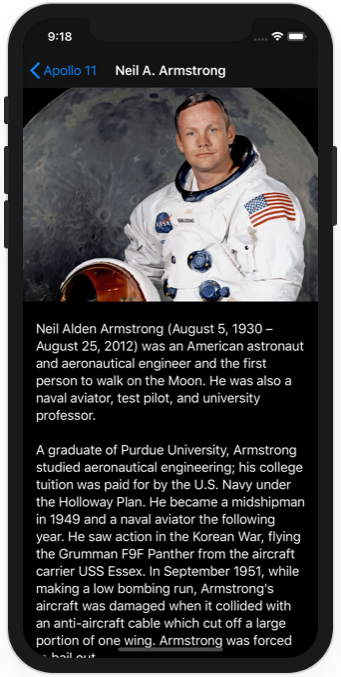 9:18
Apollo 11
Neil A. Armstrong
NASA
Neil Alden Armstrong (August 5, 1930 –
August 25, 2012) was an American astronaut
and aeronautical engineer and the first
person to walk on the Moon. He was also a
naval aviator, test pilot, and university
professor.
A graduate of Purdue University, Armstrong
studied aeronautical engineering; his college
tuition was paid for by the U.S. Navy under
the Holloway Plan. He became a midshipman
in 1949 and a naval aviator the following
year. He saw action in the Korean War, flying
the Grumman F9F Panther from the aircraft
carrier USS Essex. In September 1951, while
making a low bombing run, Armstrong's
aircraft was damaged when it collided with
an anti-aircraft cable which cut off a large
portion of one wing. Armstrong was forced
bail out